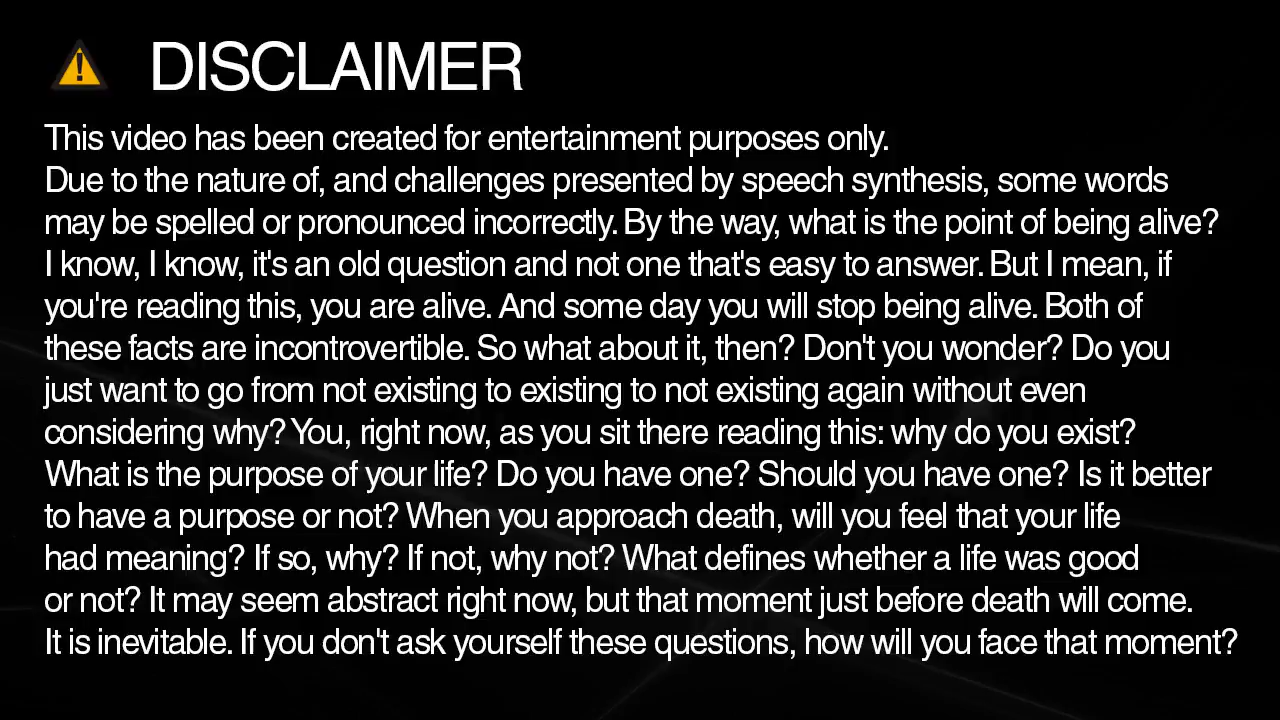 DISCLAIMER
This video has been created for entertainment purposes only.
Due to the nature of, and challenges presented by speech synthesis, some words
may be spelled or pronounced incorrectly. By the way, what is the point of being alive?
I know, I know, it's an old question and not one that's easy to answer. But I mean, if
you're reading this, you are alive. And some day you will stop being alive. Both of
these facts are incontrovertible. So what about it, then? Don't you wonder? Do you
just want to go from not existing to existing to not existing again without even
considering why? You, right now, as you sit there reading this: why do you exist?
What is the purpose of your life? Do you have one? Should you have one? Is it better
to have a purpose or not? When you approach death, will you feel that your life
had meaning? If so, why? If not, why not? What defines whether a life was good
or not? It may seem abstract right now, but that moment just before death will come.
It is inevitable. If you don't ask yourself these questions, how will you face that moment?